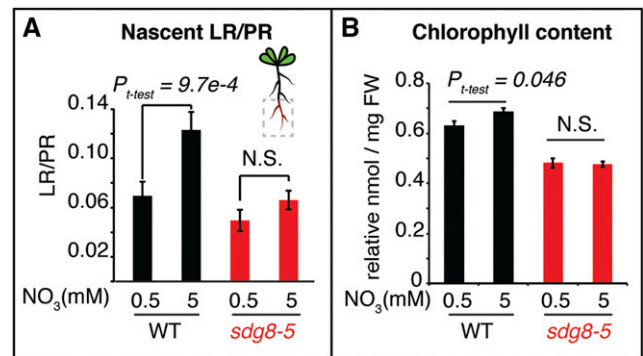 A
Nascent LR/PR
P t-test = 9.7e-4
LR/PR
0.14
0.10
0.06
0.02
N.S.
NO3(mM)
0.5 5 0.5 5
WT sdg8-5
B
Chlorophyll content
P t-test = 0.046
relative nmol / mg FW
0.8
0.6
0.4
0.2
0
N.S.
NO3(mM)
0.5 5 0.5 5
WT sdg8-5